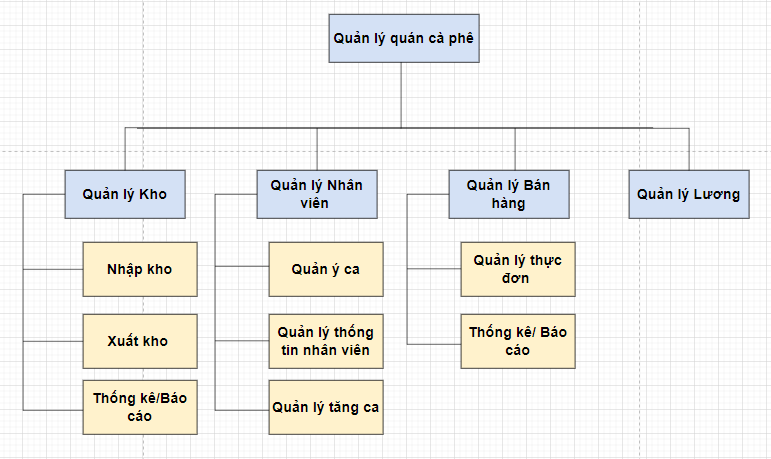 Quản lý quán cà phê
Quản lý Kho
Quản lý Nhân
viên
Quản lý Bán
hàng
Quản lý Lương
Nhập kho
Quản ý ca
Quản lý thực
đơn
Xuất kho
Quản lý thống
tin nhân viên
Thống kê/ Báo
cáo
Thống kê/Báo
cáo
Quản lý tăng ca